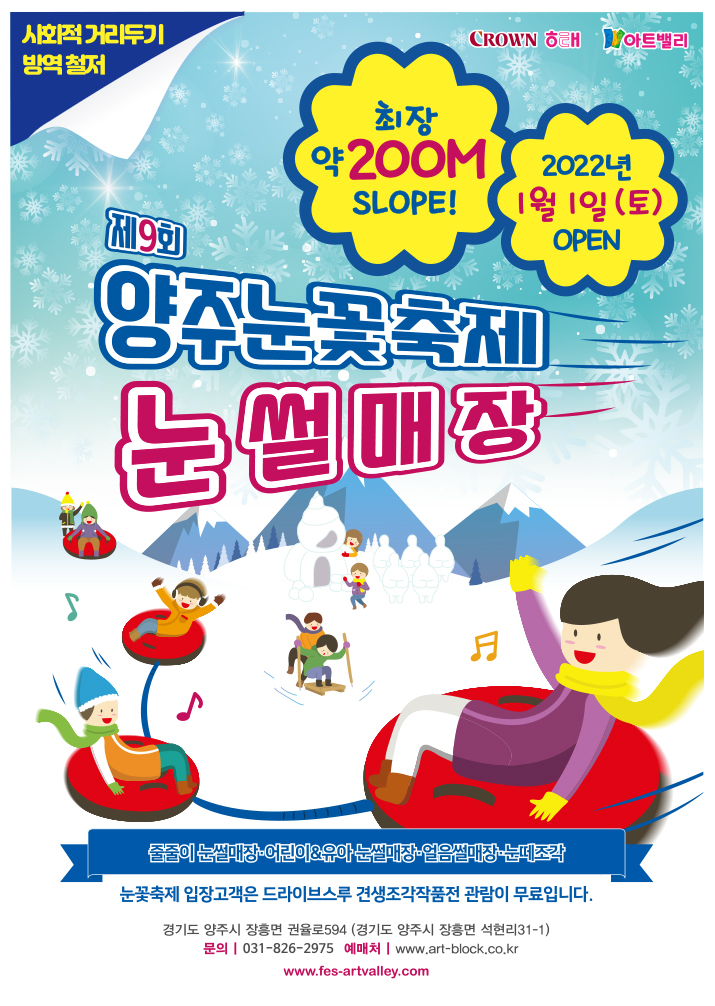 사회적 거리두기
방역 철저
CROWN 해태 아트밸리
최장
약 200M
SLOPE!
2022년
1월 1일 (토)
OPEN
제9회
양주눈꽃축제
눈썰매장
줄줄이 눈썰매장·어린이&유아 눈썰매장·얼음썰매장·눈떼조각
눈꽃축제 입장고객은 드라이브스루 견생조각작품전 관람이 무료입니다.
경기도 양주시 장흥면 권율로594 (경기도 양주시 장흥면 석현리31-1)
문의 | 031-826-2975 예매처 | www.art-block.co.kr
www.fes-artvalley.com